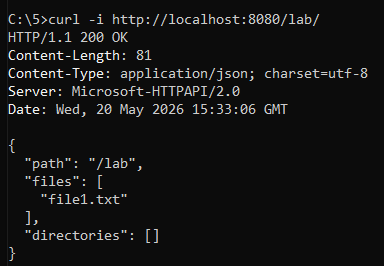 C:\5>curl -i http://localhost:8080/lab/
HTTP/1.1 200 OK
Content-Length: 81
Content-Type: application/json; charset=utf-8
Server: Microsoft-HTTPAPI/2.0
Date: Wed, 20 May 2026 15:33:06 GMT

{
  "path": "/lab",
  "files": [
    "file1.txt"
  ],
  "directories": []
}